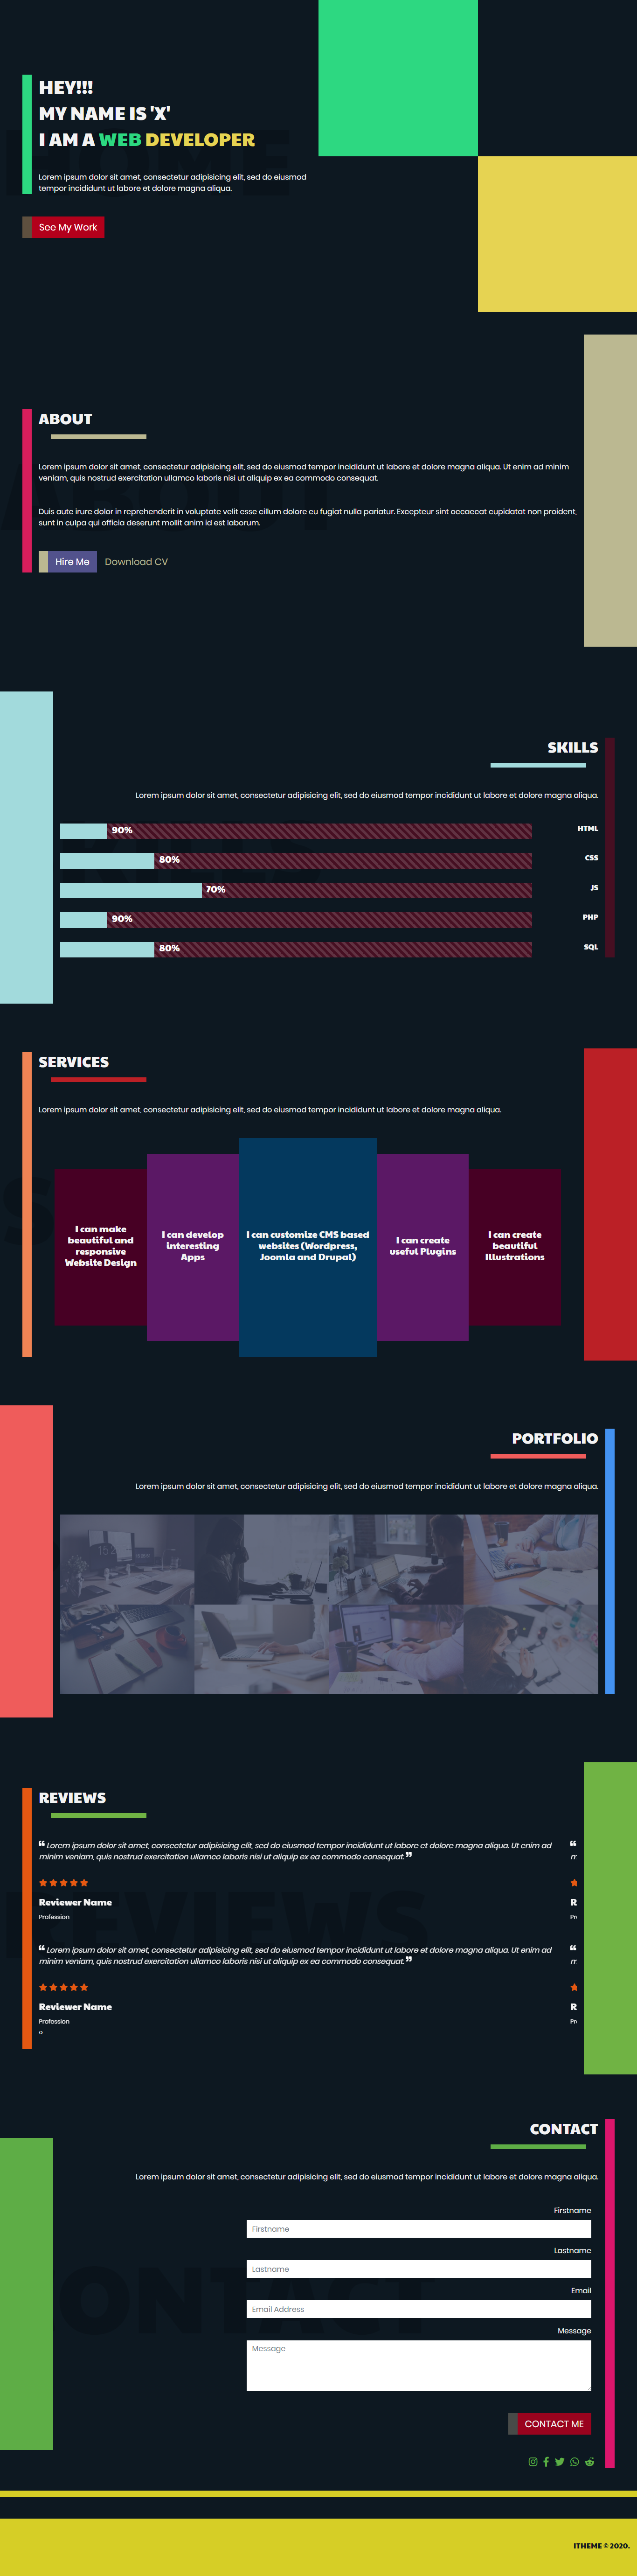 HEY!!!
MY NAME IS 'X'
I AM A WEB DEVELOPER
HOME
Lorem ipsum dolor sit amet, consectetur adipisicing elit, sed do eiusmod
tempor incididunt ut labore et dolore magna aliqua.
See My Work
ABOUT
Lorem ipsum dolor sit amet, consectetur adipisicing elit, sed do eiusmod tempor incididunt ut labore et dolore magna aliqua. Ut enim ad minim
veniam, quis nostrud exercitation ullamco laboris nisi ut aliquip ex ea commodo consequat.
ABOUT
Duis aute irure dolor in reprehenderit in voluptate velit esse cillum dolore eu fugiat nulla pariatur. Excepteur sint occaecat cupidatat non proident,
sunt in culpa qui officia deserunt mollit anim id est laborum.
Hire Me
Download CV
SKILLS
Lorem ipsum dolor sit amet, consectetur adipisicing elit, sed do eiusmod tempor incididunt ut labore et dolore magna aliqua.
90% HTML
80% CSS
70% JS
90% PHP
80% SQL
SERVICES
Lorem ipsum dolor sit amet, consectetur adipisicing elit, sed do eiusmod tempor incididunt ut labore et dolore magna aliqua.
S
I can make
beautiful and
responsive
Website Design
I can develop
interesting
Apps
I can customize CMS based
websites (Wordpress,
Joomla and Drupal)
I can create
useful Plugins
I can create
beautiful
Illustrations
PORTFOLIO
Lorem ipsum dolor sit amet, consectetur adipisicing elit, sed do eiusmod tempor incididunt ut labore et dolore magna aliqua.
REVIEWS
❝ Lorem ipsum dolor sit amet, consectetur adipisicing elit, sed do eiusmod tempor incididunt ut labore et dolore magna aliqua. Ut enim ad
minim veniam, quis nostrud exercitation ullamco laboris nisi ut aliquip ex ea commodo consequat. ❞
Reviewer Name
Profession
REVIEWS
❝ Lorem ipsum dolor sit amet, consectetur adipisicing elit, sed do eiusmod tempor incididunt ut labore et dolore magna aliqua. Ut enim ad
minim veniam, quis nostrud exercitation ullamco laboris nisi ut aliquip ex ea commodo consequat. ❞
Reviewer Name
Profession
CONTACT
Lorem ipsum dolor sit amet, consectetur adipisicing elit, sed do eiusmod tempor incididunt ut labore et dolore magna aliqua.
Firstname
Firstname
Lastname
Lastname
Email
Email Address
Message
Message
ONTACT
CONTACT ME
ITHEME © 2020.